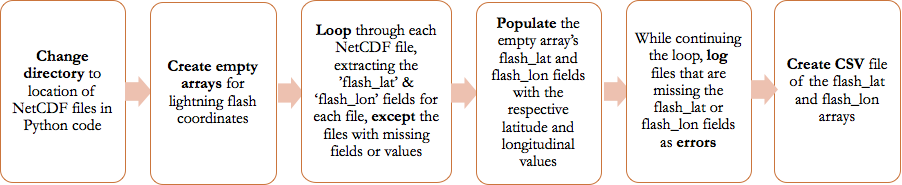 Change
directory to
location of
NetCDF files in
Python code
Create empty
arrays for
lightning flash
coordinates
Loop through each
NetCDF file,
extracting the
'flash_lat' &
'flash_lon' fields for
each file, except the
files with missing
fields or values
Populate the
empty array's
flash_lat and
flash_lon fields
with the
respective
latitude and
longitudinal
values
While continuing
the loop, log
files that are
missing the
flash_lat or
flash_lon fields
as errors
Create CSV file
of the flash_lat
and flash_lon
arrays